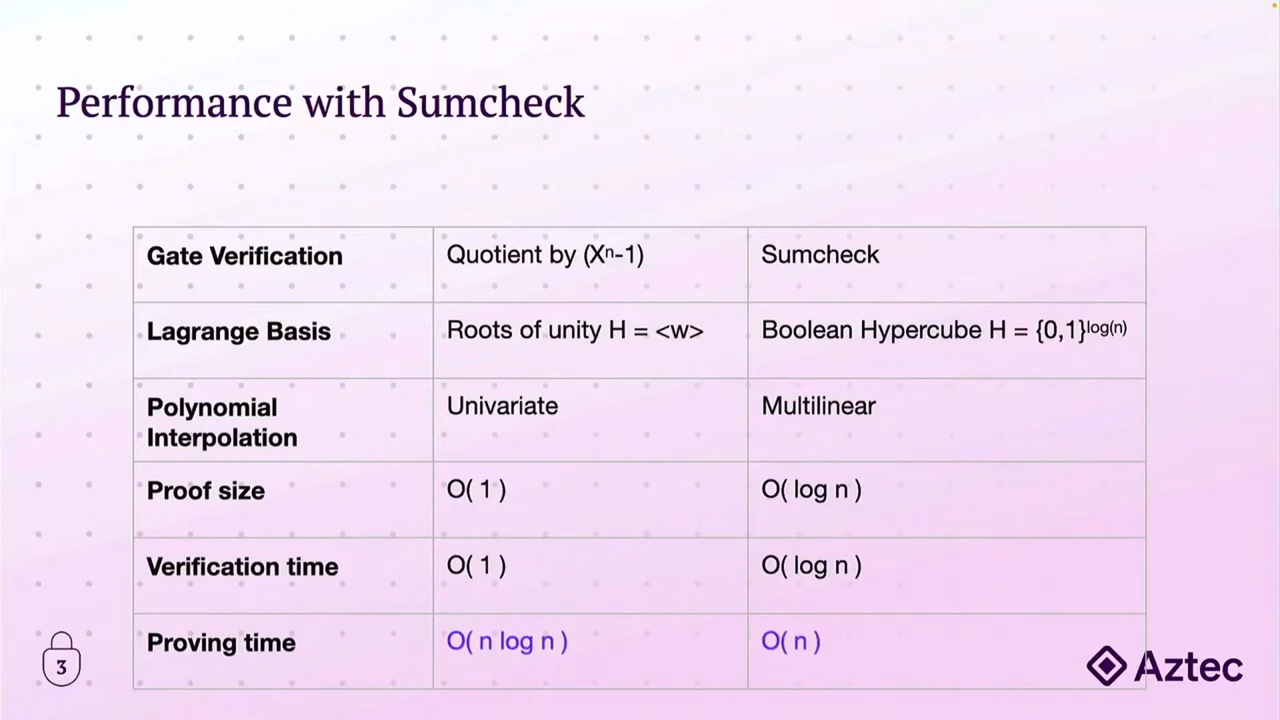 Performance with Sumcheck
Gate Verification
Quotient by (Xⁿ-1)
Sumcheck
Lagrange Basis
Roots of unity H = <w>
Boolean Hypercube H = {0,1}log(n)
Polynomial
Interpolation
Univariate
Multilinear
Proof size
O( 1 )
O( log n )
Verification time
O( 1 )
O( log n )
Proving time
O( n log n )
O( n )
3
Aztec